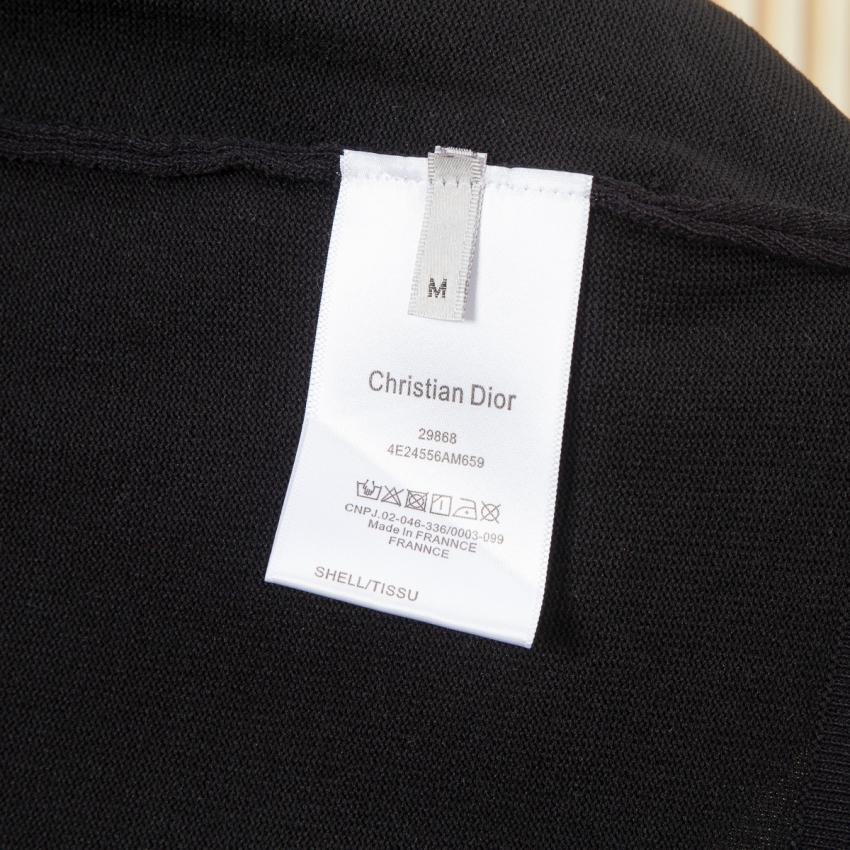 M
Christian Dior
29868
4E24556AM659
CNPJ.02-046-336/0003-099
Made In FRANNCE
FRANNCE
SHELL/TISSU